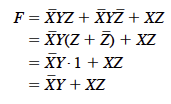 F = X̄YZ + X̄YZ̄ + XZ
= X̄Y(Z + Z̄) + XZ
= X̄Y·1 + XZ
= X̄Y + XZ